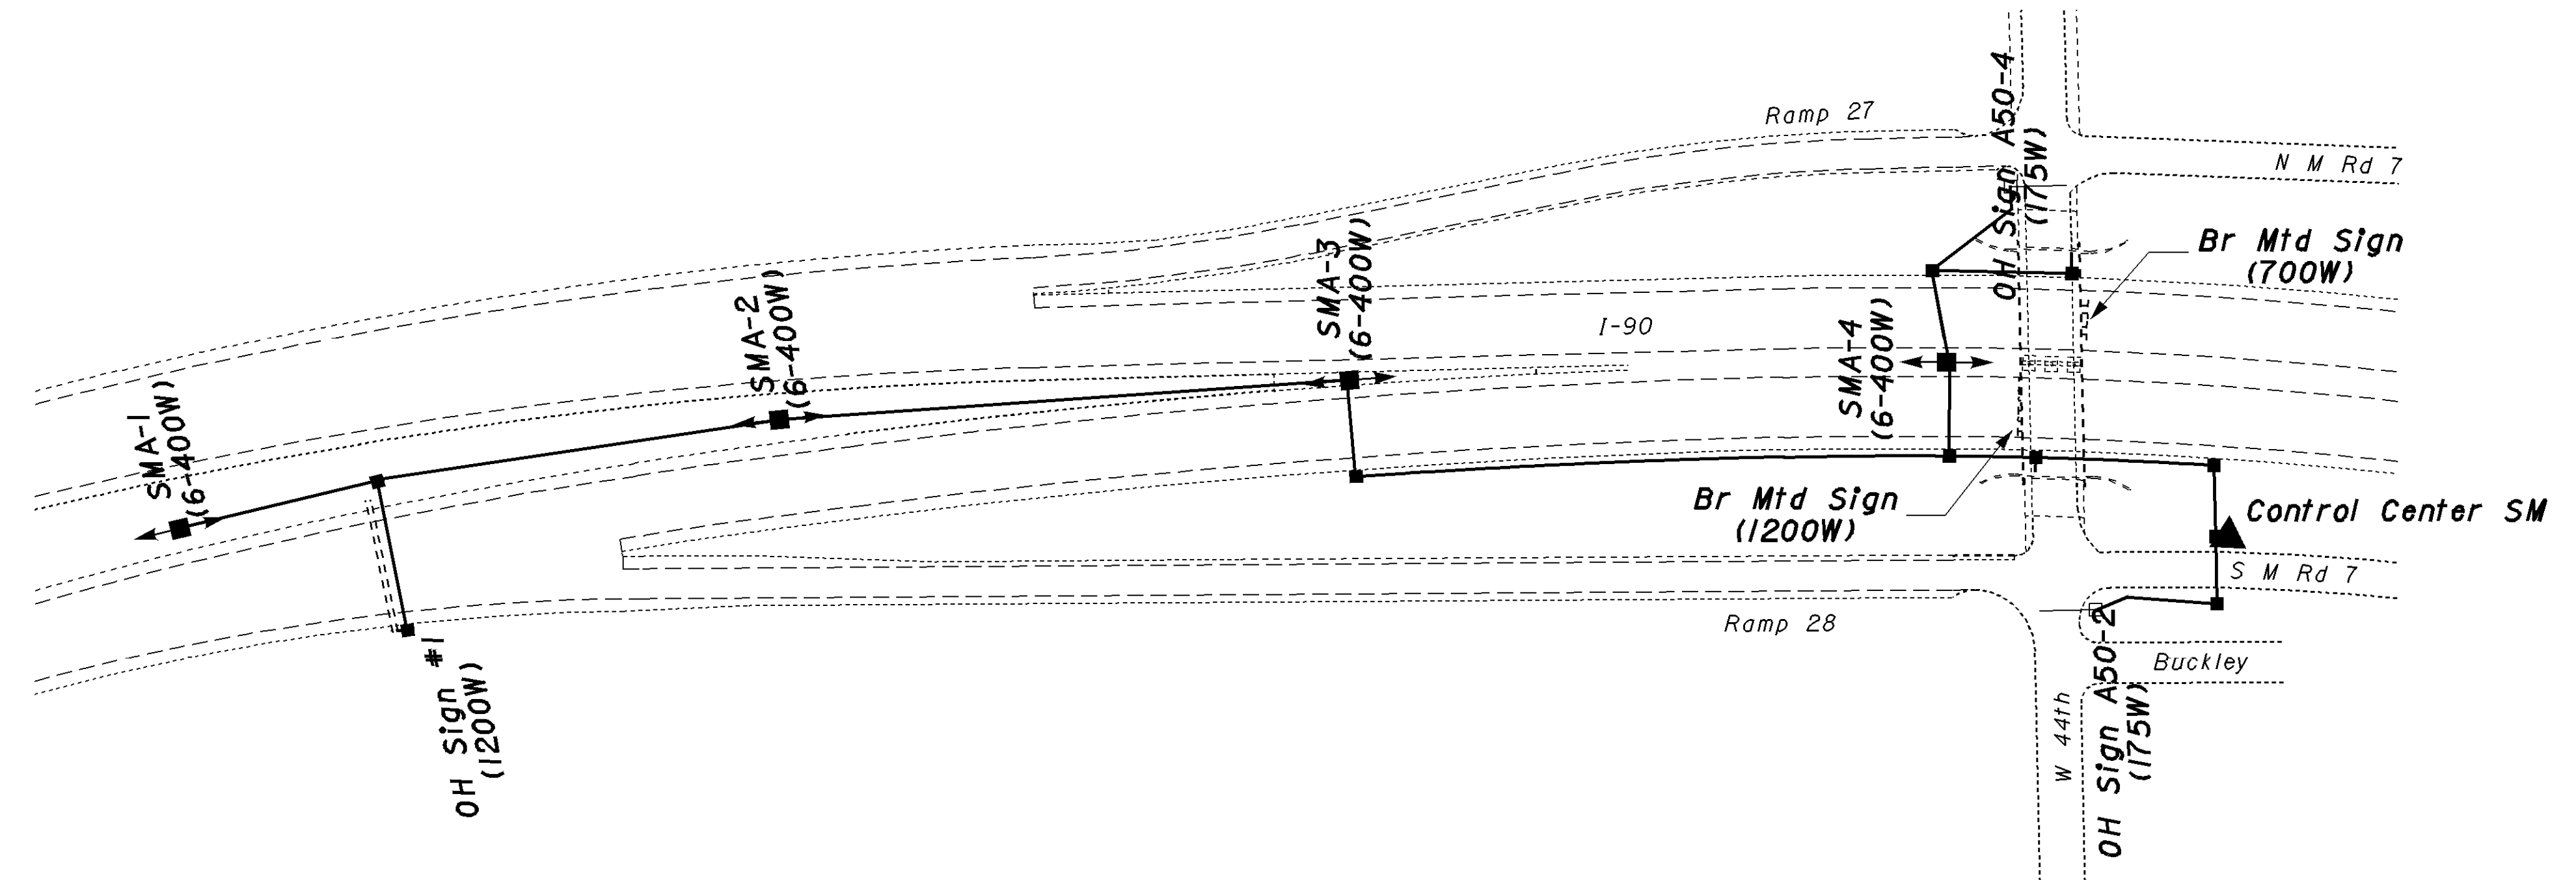 SMA-1
(6-400W)
OH Sign #1
(1200W)
SMA-2
(6-400W)
SMA-3
(6-400W)
I-90
Ramp 27
SMA-4
(6-400W)
OH Sign A50-4
(175W)
N M Rd 7
Br Mtd Sign
(700W)
Br Mtd Sign
(1200W)
Control Center SM
S M Rd 7
Ramp 28
Buckley
W 44th
OH Sign A50-2
(175W)